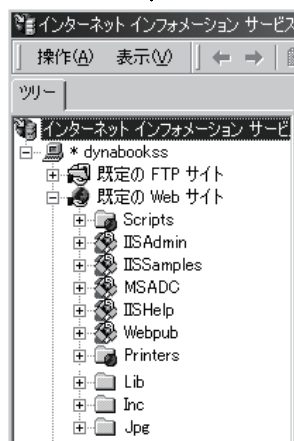 インターネット インフォメーション サービス
操作(A) 表示(V)
ツリー
インターネット インフォメーション サービ
* dynabookss
既定の FTP サイト
既定の Web サイト
Scripts
IISAdmin
IISSamples
MSADC
IISHelp
Webpub
Printers
Lib
Inc
Jpg